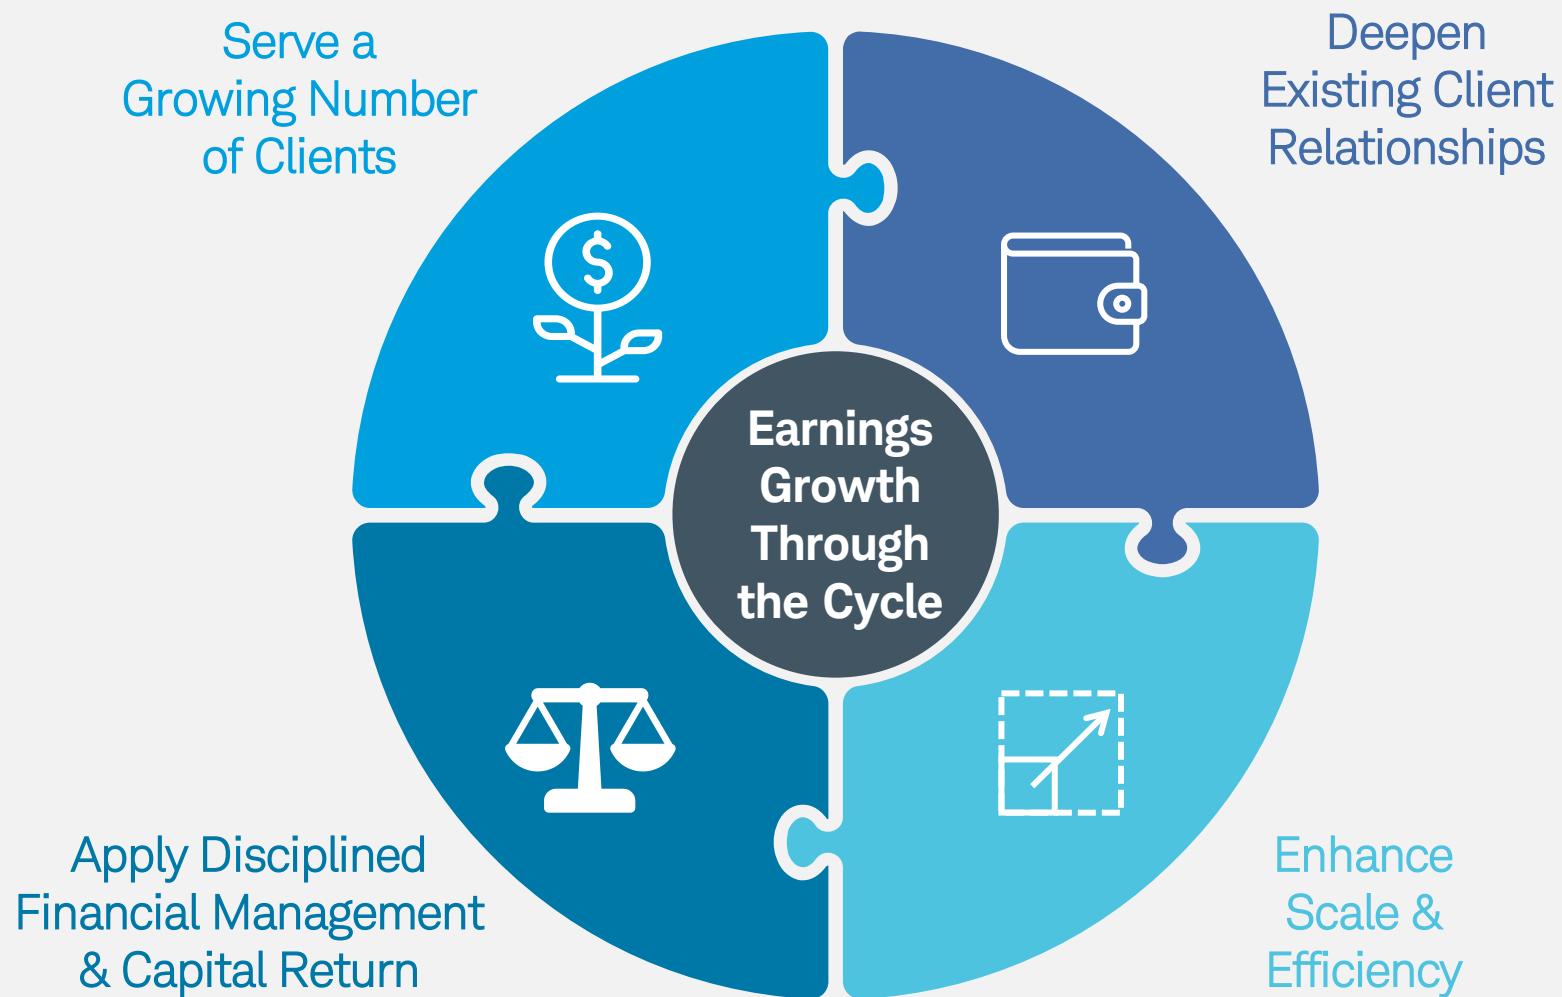 Serve a
Growing Number
of Clients
Deepen
Existing Client
Relationships
$
Earnings
Growth
Through
the Cycle
Apply Disciplined
Financial Management
& Capital Return
Enhance
Scale &
Efficiency